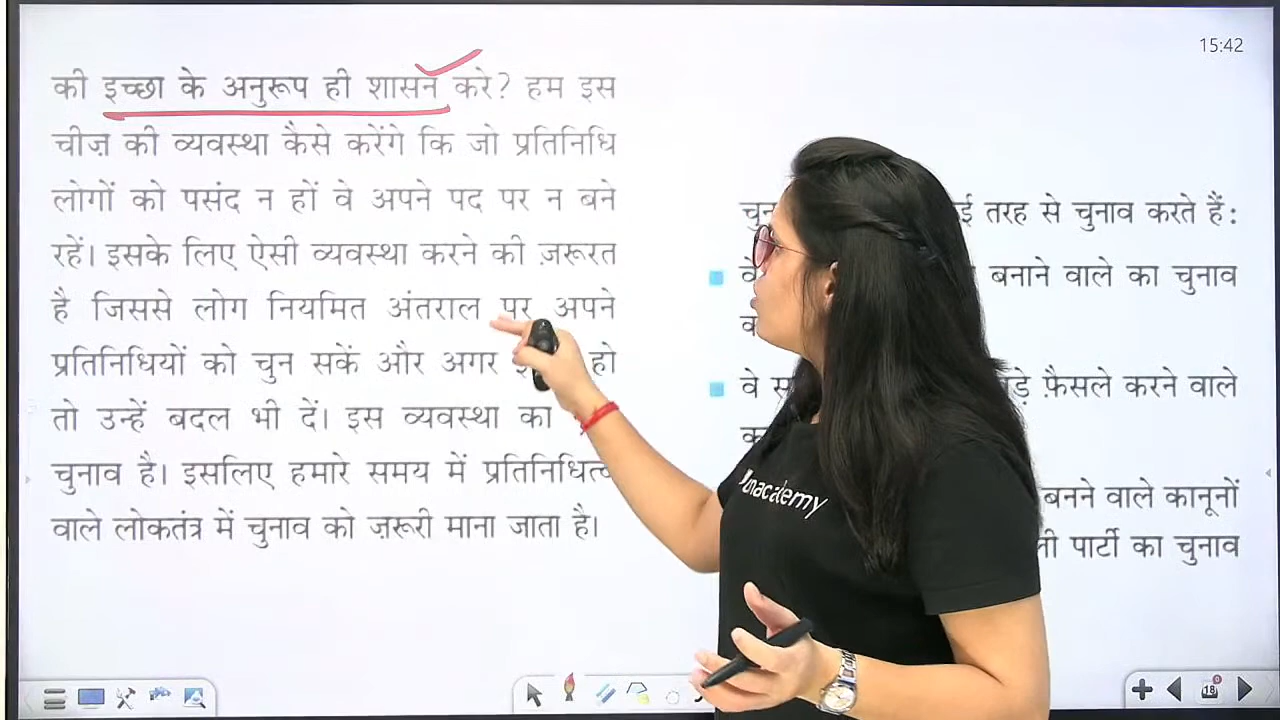 15:42
की इच्छा के अनुरूप ही शासन करे? हम इस
चीज़ की व्यवस्था कैसे करेंगे कि जो प्रतिनिधि
लोगों को पसंद न हों वे अपने पद पर न बने
रहें। इसके लिए ऐसी व्यवस्था करने की ज़रूरत
है जिससे लोग नियमित अंतराल पर अपने
प्रतिनिधियों को चुन सकें और अगर हो
तो उन्हें बदल भी दें। इस व्यवस्था का
चुनाव है। इसलिए हमारे समय में प्रतिनिधित्व
वाले लोकतंत्र में चुनाव को ज़रूरी माना जाता है।
तरह से चुनाव करते हैं:
बनाने वाले का चुनाव
वे फ़ैसले करने वाले
बनने वाले कानूनों
पार्टी का चुनाव
unacademy
18